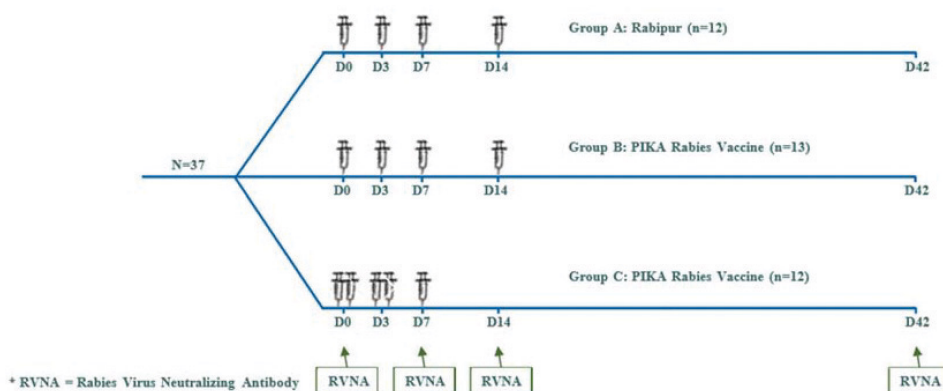 Group A: Rabipur (n=12)
D0 D3 D7 D14 D42
N=37
Group B: PIKA Rabies Vaccine (n=13)
D0 D3 D7 D14 D42
Group C: PIKA Rabies Vaccine (n=12)
D0 D3 D7 D14 D42
* RVNA = Rabies Virus Neutralizing Antibody RVNA RVNA RVNA RVNA